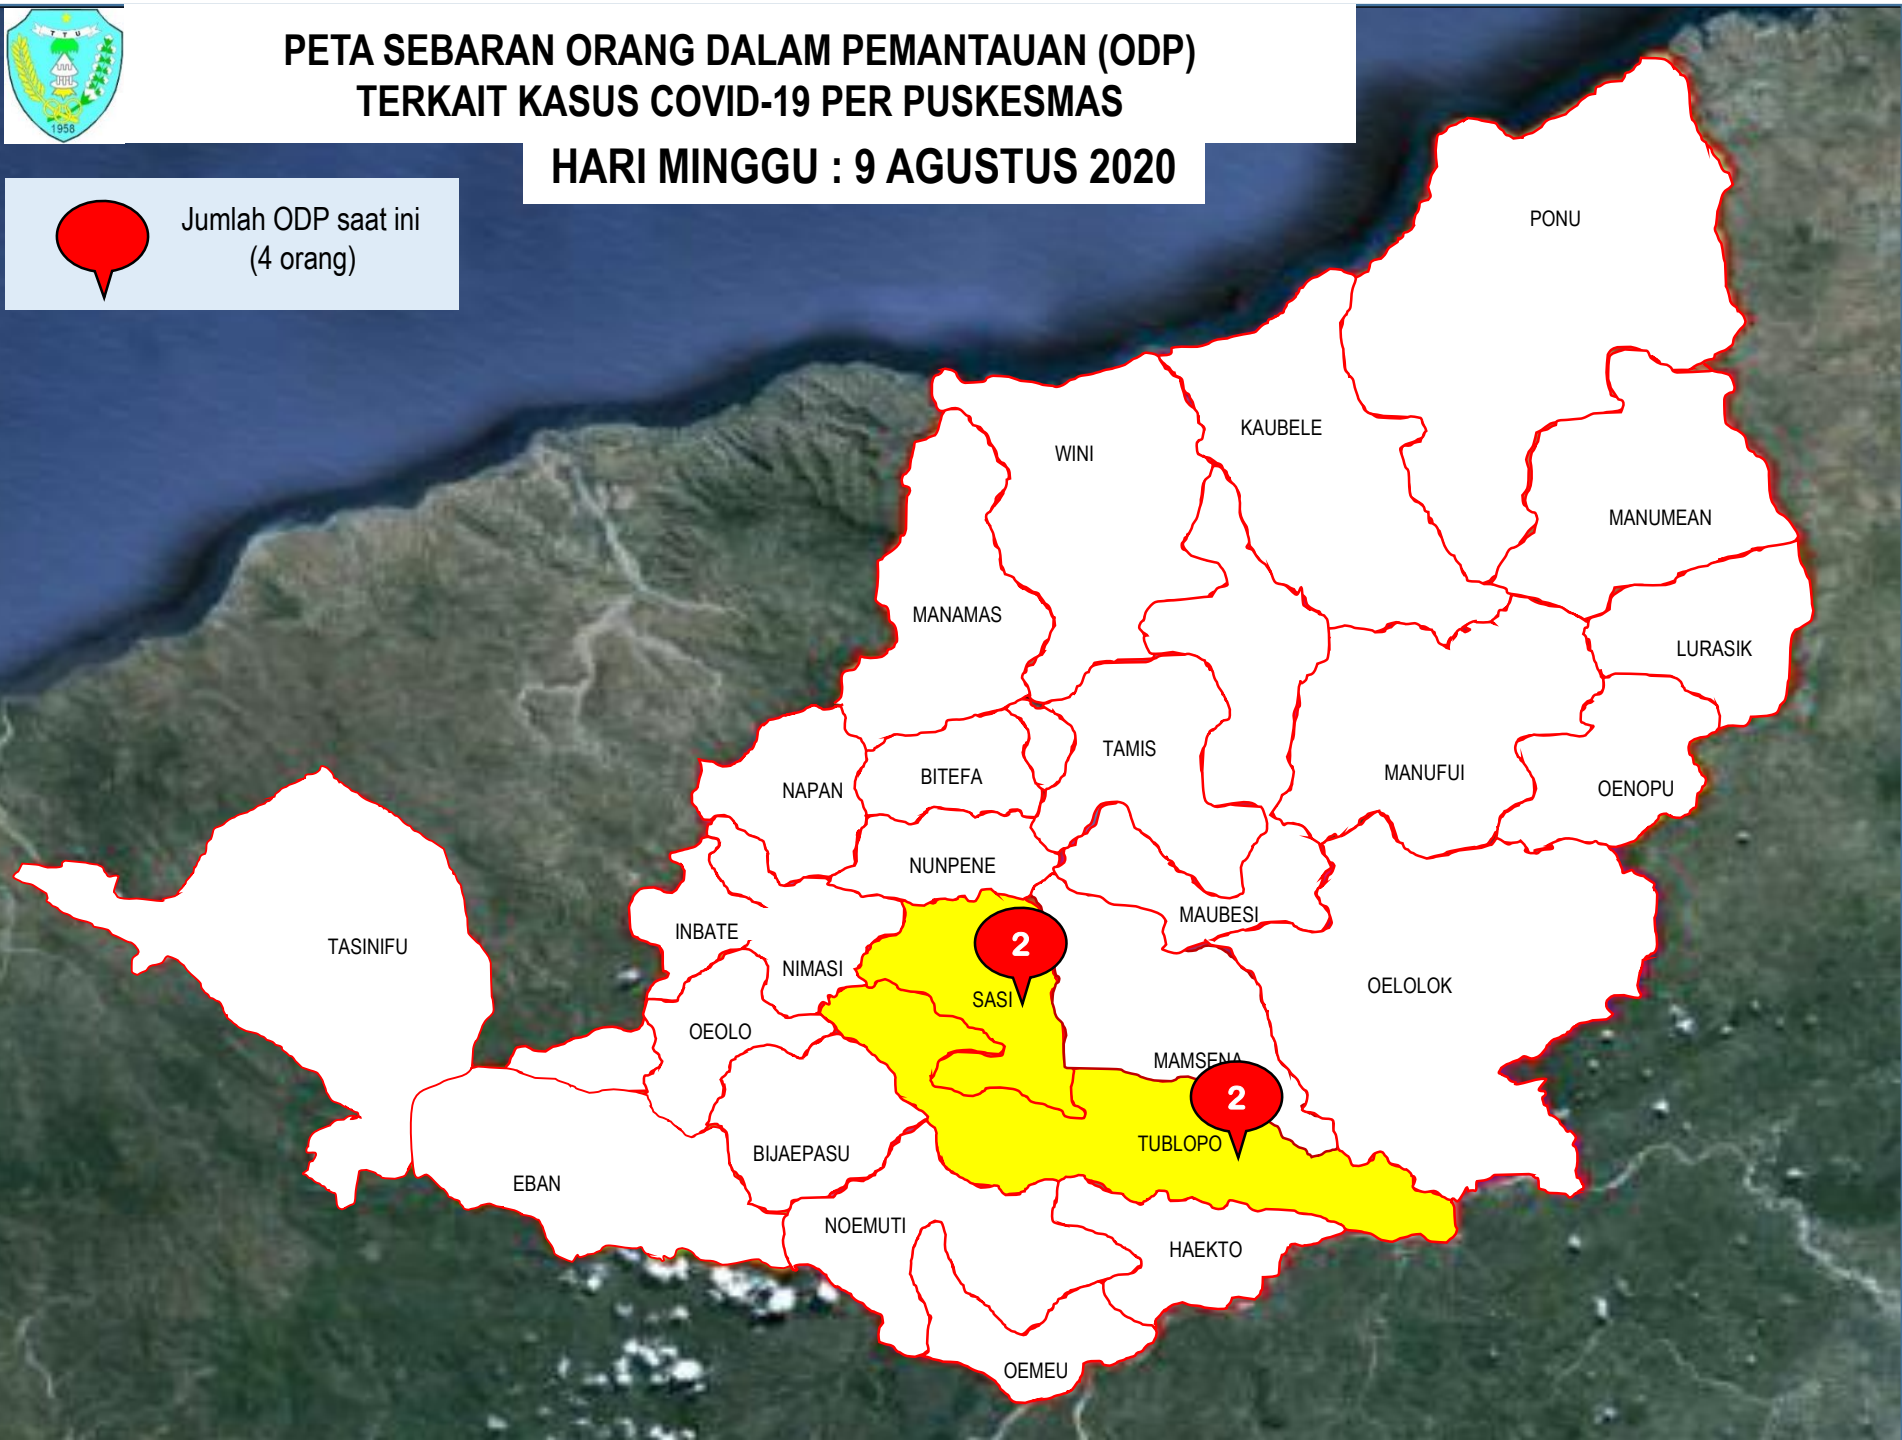 T T U
1958
PETA SEBARAN ORANG DALAM PEMANTAUAN (ODP)
TERKAIT KASUS COVID-19 PER PUSKESMAS
HARI MINGGU : 9 AGUSTUS 2020
Jumlah ODP saat ini
(4 orang)
PONU
KAUBELE
WINI
MANUMEAN
MANAMAS
LURASIK
TAMIS
BITEFA
NAPAN
MANUFUI
OENOPU
NUNPENE
MAUBESI
INBATE
TASINIFU
2
NIMASI
OELOLOK
SASI
OEOLO
MAMSENA
2
TUBLOPO
BIJAEPASU
EBAN
NOEMUTI
HAEKTO
OEMEU